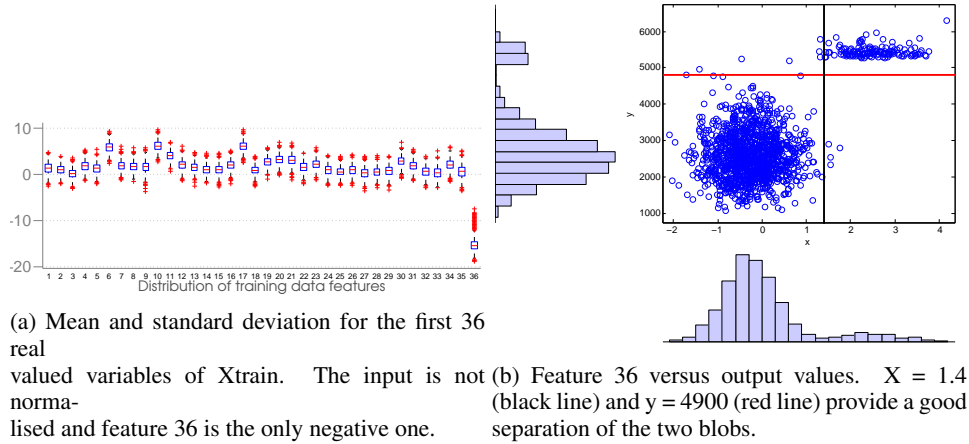 10
0
-10
-20
1 2 3 4 5 6 7 8 9 10 11 12 13 14 15 16 17 18 19 20 21 22 23 24 25 26 27 28 29 30 31 32 33 34 35 36
Distribution of training data features
(a) Mean and standard deviation for the first 36
real
valued variables of Xtrain. The input is not
norma-
lised and feature 36 is the only negative one.
6000
5000
4000
3000
2000
1000
y
−2 −1 0 1 2 3 4
x
(b) Feature 36 versus output values. X = 1.4
(black line) and y = 4900 (red line) provide a good
separation of the two blobs.